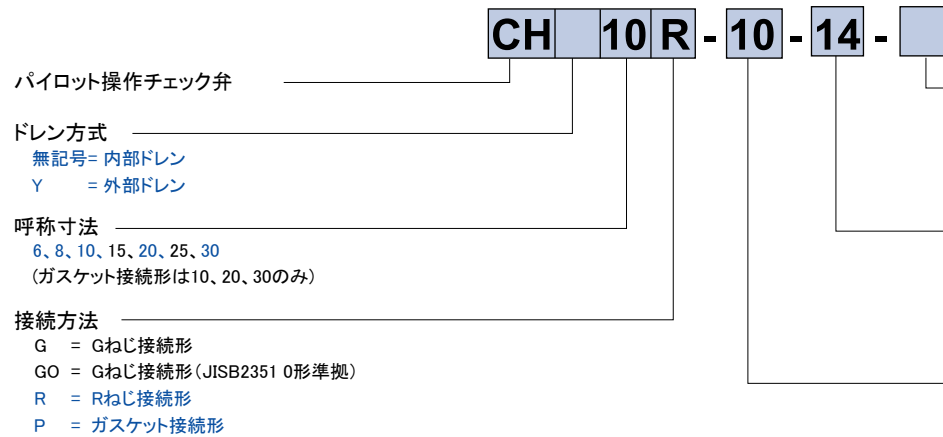 CH 10 R - 10 - 14 -
パイロット操作チェック弁
ドレン方式
無記号= 内部ドレン
Y = 外部ドレン
呼称寸法
6、8、10、15、20、25、30
(ガスケット接続形は10、20、30のみ)
接続方法
G = Gねじ接続形
GO = Gねじ接続形(JISB2351 O形準拠)
R = Rねじ接続形
P = ガスケット接続形